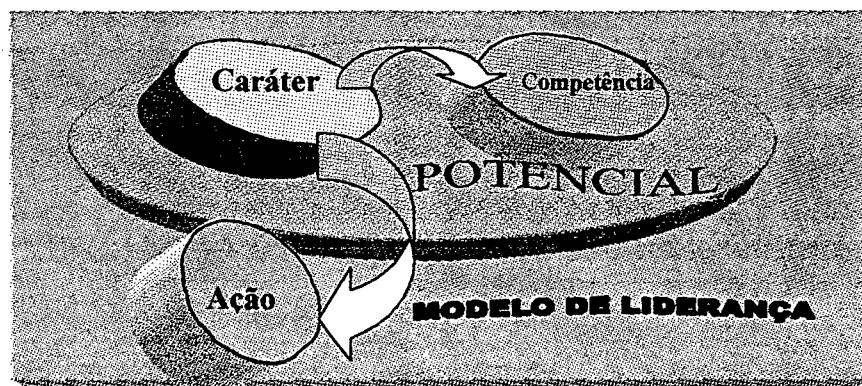 Caráter
Competência
POTENCIAL
Ação
MODELO DE LIDERANÇA